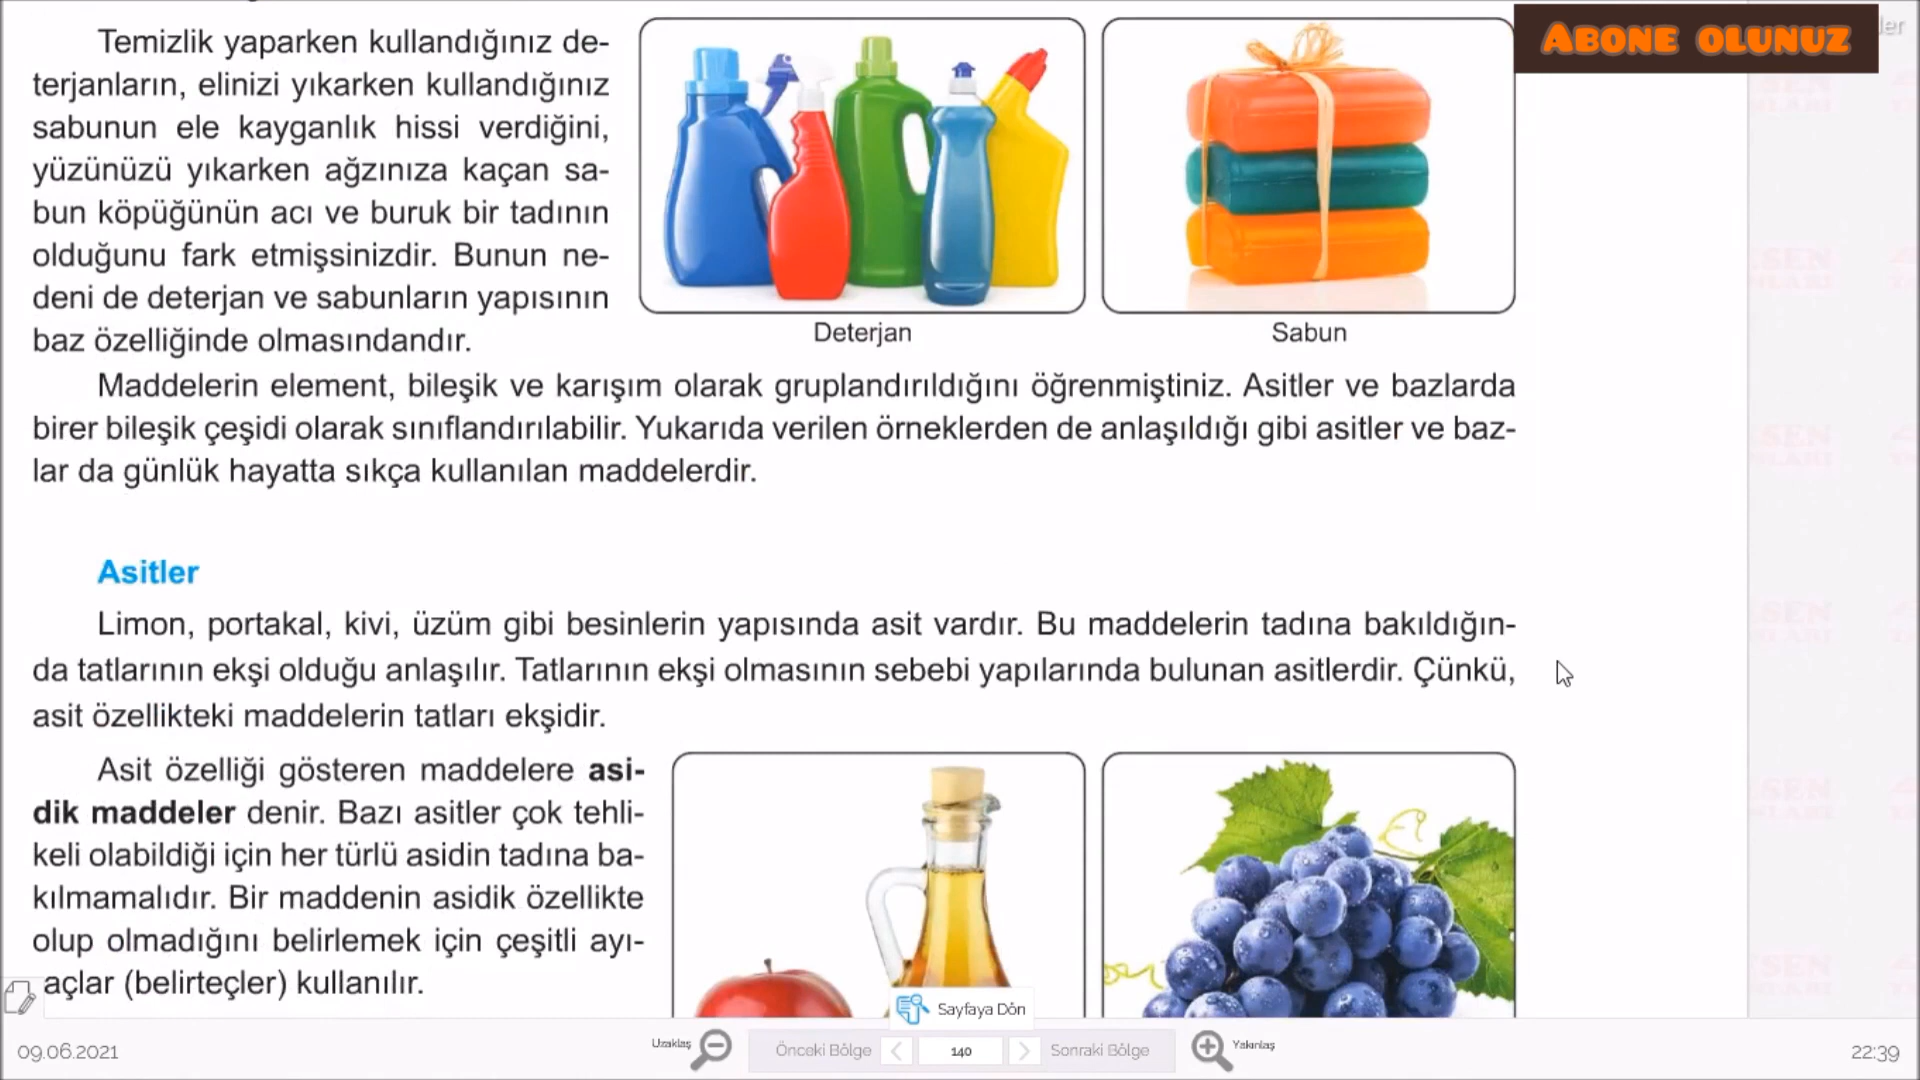 ABONE OLUNUZ
Temizlik yaparken kullandığınız de-
terjanların, elinizi yıkarken kullandığınız
sabunun ele kayganlık hissi verdiğini,
yüzünüzü yıkarken ağzınıza kaçan sa-
bun köpüğünün acı ve buruk bir tadının
olduğunu fark etmişsinizdir. Bunun ne-
deni de deterjan ve sabunların yapısının
baz özelliğinde olmasındandır.
Deterjan
Sabun
Maddelerin element, bileşik ve karışım olarak gruplandırıldığını öğrenmiştiniz. Asitler ve bazlarda
birer bileşik çeşidi olarak sınıflandırılabilir. Yukarıda verilen örneklerden de anlaşıldığı gibi asitler ve baz-
lar da günlük hayatta sıkça kullanılan maddelerdir.
Asitler
Limon, portakal, kivi, üzüm gibi besinlerin yapısında asit vardır. Bu maddelerin tadına bakıldığın-
da tatlarının ekşi olduğu anlaşılır. Tatlarının ekşi olmasının sebebi yapılarında bulunan asitlerdir. Çünkü,
asit özellikteki maddelerin tatları ekşidir.
Asit özelliği gösteren maddelere asi-
dik maddeler denir. Bazı asitler çok tehli-
keli olabildiği için her türlü asidin tadına ba-
kılmamalıdır. Bir maddenin asidik özellikte
olup olmadığını belirlemek için çeşitli ayı-
açlar (belirteçler) kullanılır.
Sayfaya Dön
09.06.2021
Uzaklaş
Önceki Bölge
140
Sonraki Bölge
Yakınlaş
22:39